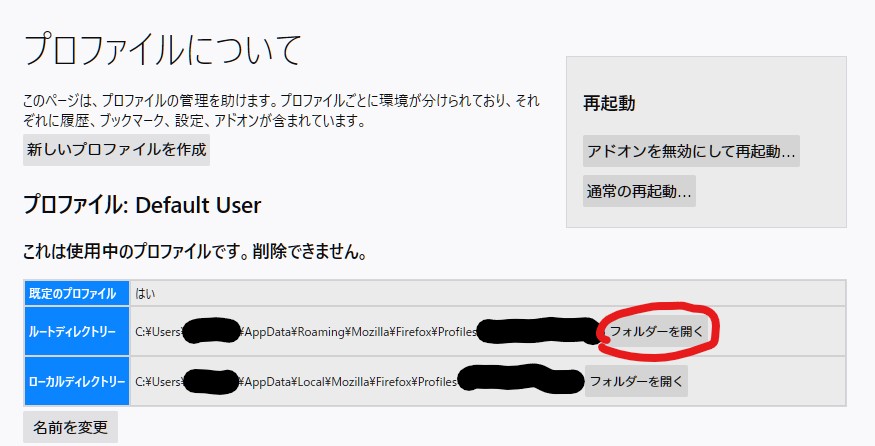 プロファイルについて
このページは、プロファイルの管理を助けます。プロファイルごとに環境が分けられており、それ
ぞれに履歴、ブックマーク、設定、アドオンが含まれています。
新しいプロファイルを作成
再起動
アドオンを無効にして再起動...
通常の再起動...
プロファイル: Default User
これは使用中のプロファイルです。削除できません。
既定のプロファイル はい
ルートディレクトリー C:¥Users¥ ¥AppData¥Roaming¥Mozilla¥Firefox¥Profiles フォルダーを開く
ローカルディレクトリー C:¥Users¥ ¥AppData¥Local¥Mozilla¥Firefox¥Profiles フォルダーを開く
名前を変更